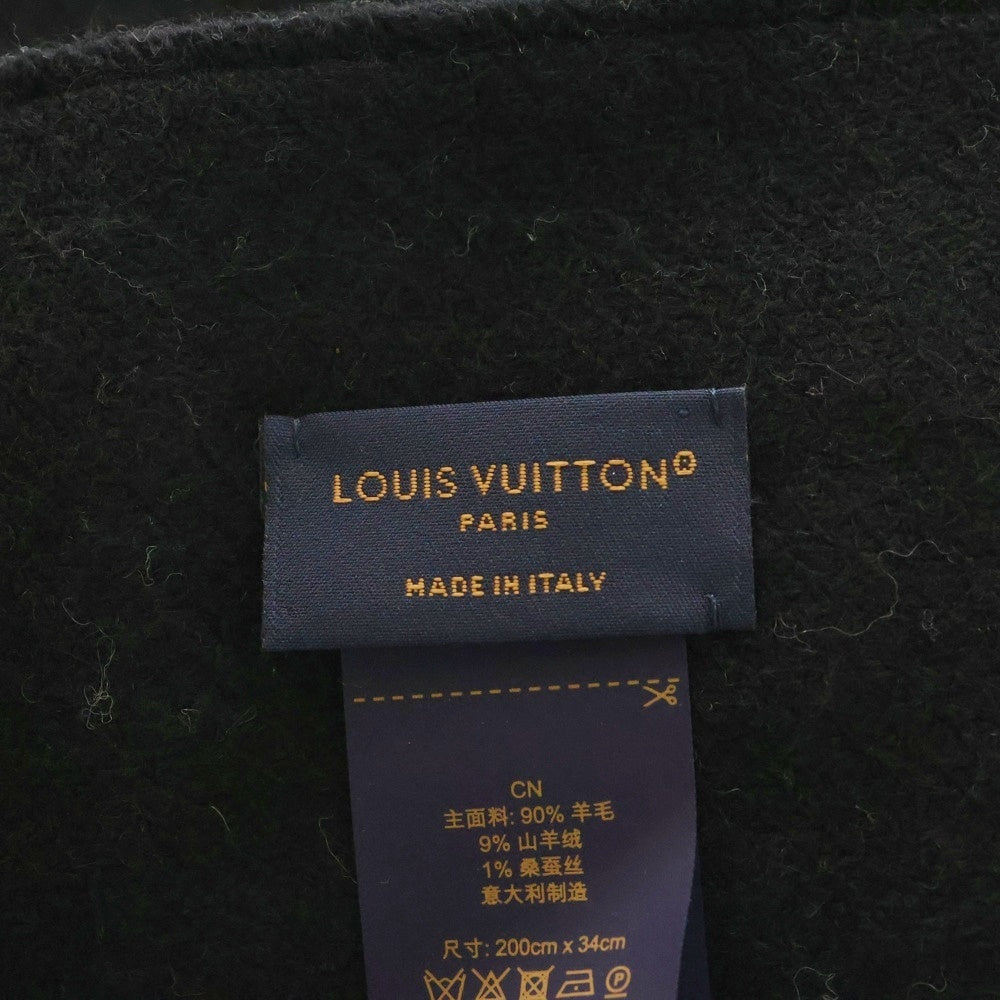 LOUIS VUITTON®
PARIS
MADE IN ITALY
CN
主面料: 90% 羊毛
9% 山羊绒
1% 桑蚕丝
意大利制造
尺寸: 200cm x 34cm
P